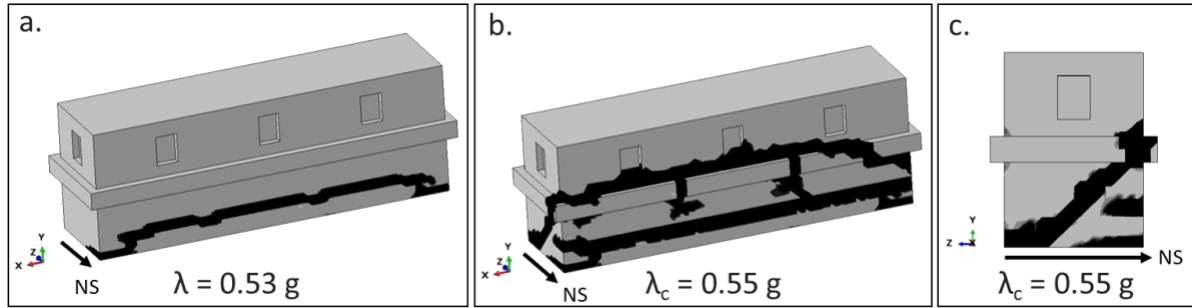 a.
Y
Z
X
NS
λ = 0.53 g
b.
Y
Z
X
NS
λc = 0.55 g
c.
Y
Z
X
NS
λc = 0.55 g